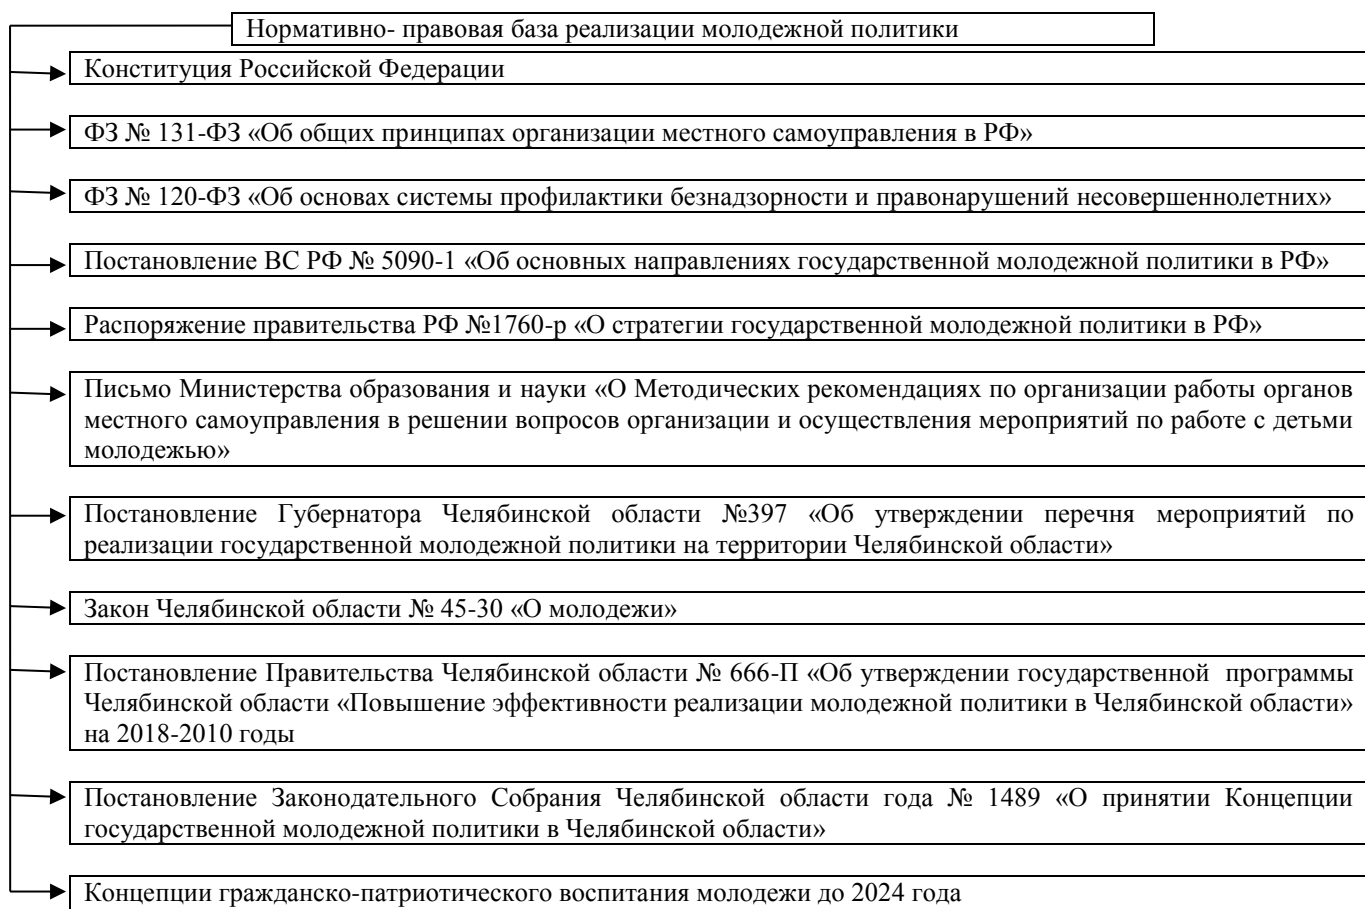 Нормативно- правовая база реализации молодежной политики
Конституция Российской Федерации
ФЗ № 131-ФЗ «Об общих принципах организации местного самоуправления в РФ»
ФЗ № 120-ФЗ «Об основах системы профилактики безнадзорности и правонарушений несовершеннолетних»
Постановление ВС РФ № 5090-1 «Об основных направлениях государственной молодежной политики в РФ»
Распоряжение правительства РФ №1760-р «О стратегии государственной молодежной политики в РФ»
Письмо Министерства образования и науки «О Методических рекомендациях по организации работы органов
местного самоуправления в решении вопросов организации и осуществления мероприятий по работе с детьми
молодежью»
Постановление Губернатора Челябинской области №397 «Об утверждении перечня мероприятий по
реализации государственной молодежной политики на территории Челябинской области»
Закон Челябинской области № 45-30 «О молодежи»
Постановление Правительства Челябинской области № 666-П «Об утверждении государственной программы
Челябинской области «Повышение эффективности реализации молодежной политики в Челябинской области»
на 2018-2010 годы
Постановление Законодательного Собрания Челябинской области года № 1489 «О принятии Концепции
государственной молодежной политики в Челябинской области»
Концепции гражданско-патриотического воспитания молодежи до 2024 года